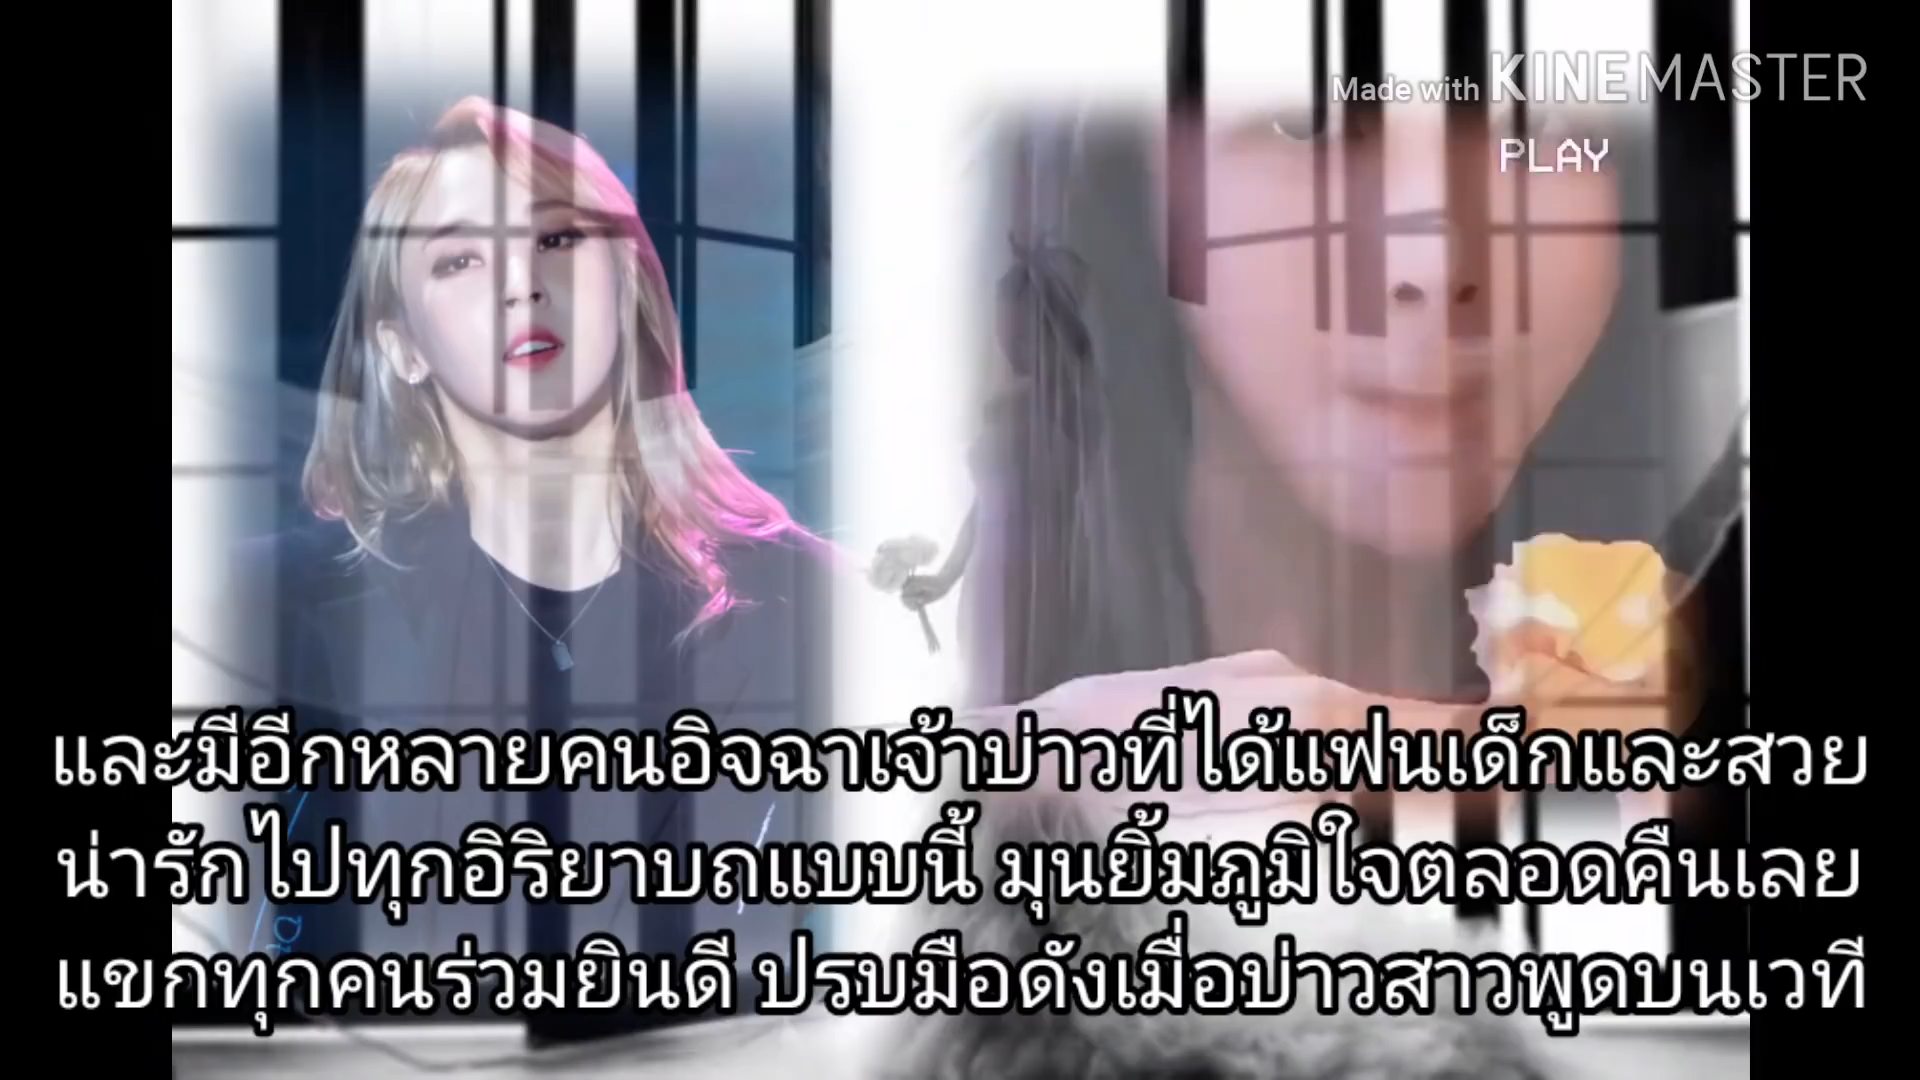 Made with KINEMASTER
PLAY
และมีอีกหลายคนอิจฉาเจ้าบ่าวที่ได้แฟนเด็กและสวย
น่ารักไปทุกอิริยาบถแบบนี้ มุนยิ้มภูมิใจตลอดคืนเลย
แขกทุกคนร่วมยินดี ปรบมือดังเมื่อบ่าวสาวพูดบนเวที